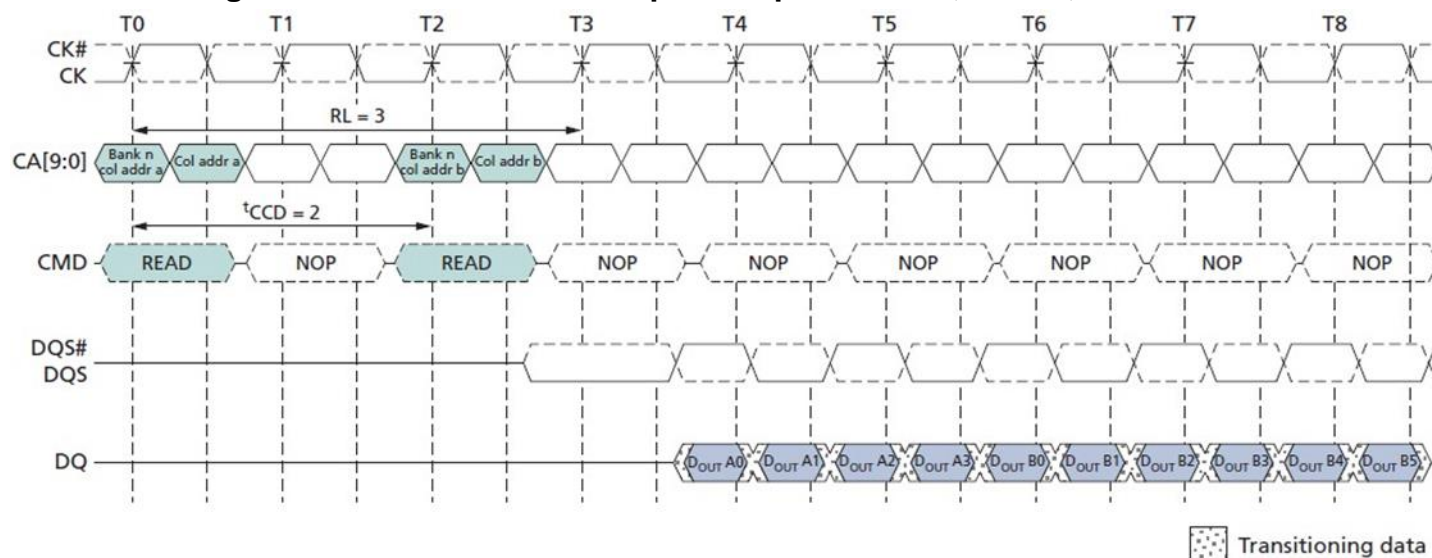 T0 T1 T2 T3 T4 T5 T6 T7 T8
CK#
CK
RL = 3
CA[9:0]
Bank n
col addr a
Col addr a
Bank n
col addr b
Col addr b
tCCD = 2
CMD
READ NOP READ NOP NOP NOP NOP NOP NOP
DQS#
DQS
DQ
DOUT A0 DOUT A1 DOUT A2 DOUT A3 DOUT B0 DOUT B1 DOUT B2 DOUT B3 DOUT B4 DOUT B5
Transitioning data